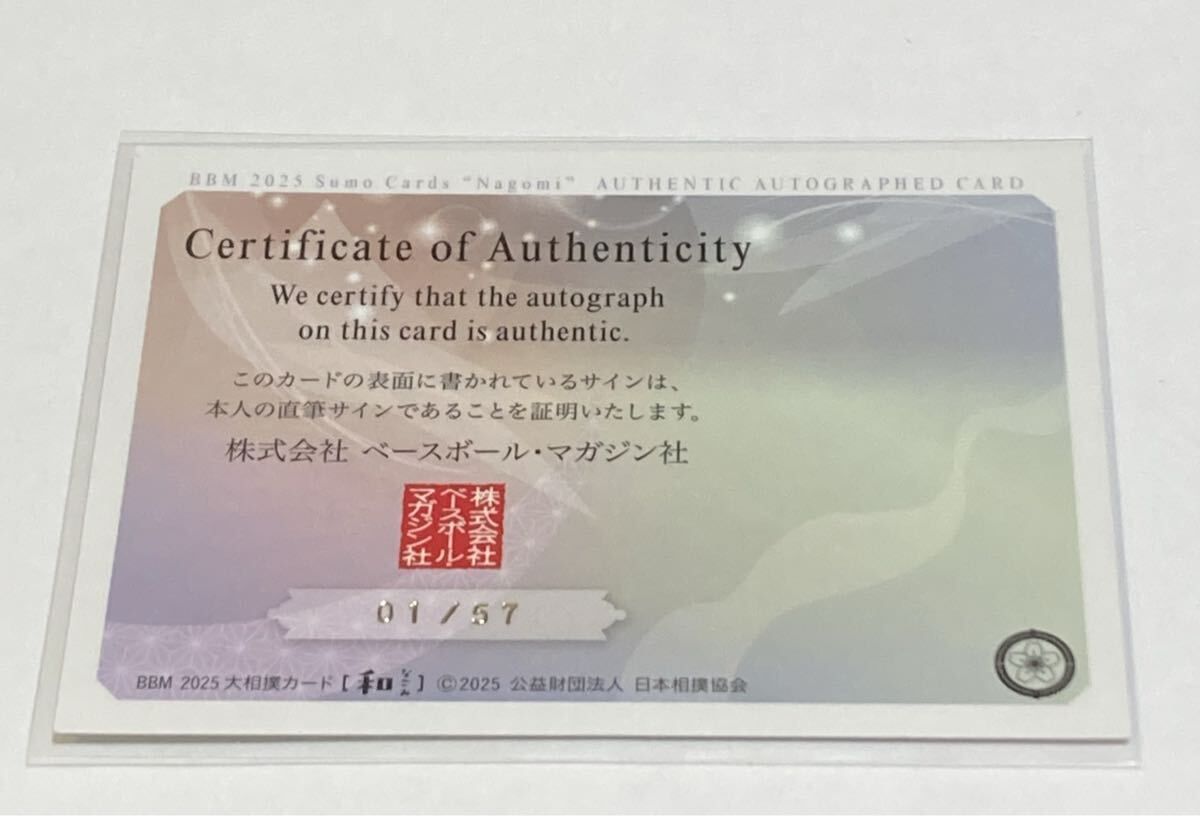 BBM 2025 Sumo Cards "Nagomi" AUTHENTIC AUTOGRAPHED CARD
Certificate of Authenticity
We certify that the autograph
on this card is authentic.
このカードの表面に書かれているサインは、
本人の直筆サインであることを証明いたします。
株式会社 ベースボール・マガジン社
株式会社
ベースボール・
マガジン社
01/57
BBM 2025 大相撲カード [ 和 なごみ ] ©2025 公益財団法人 日本相撲協会